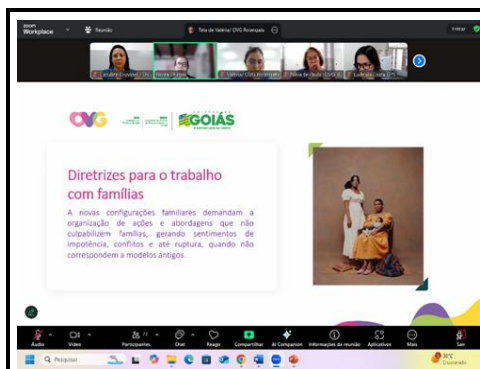 zoom
Workplace
Reunião
Tela de Valéria/ OVG Porangatu
Entrar
OVG
GOIÁS
Diretrizes para o trabalho
com famílias
A novas configurações familiares demandam a
organização de ações e abordagens que não
culpabilizem famílias, gerando sentimentos de
impotência, conflitos e até ruptura, quando não
correspondem a modelos antigos.
Áudio
Vídeo
Participantes
Chat
Reagir
Compartilhar
AI Companion
Informações da reunião
Aplicativos
Mais
Sair
Pesquisar